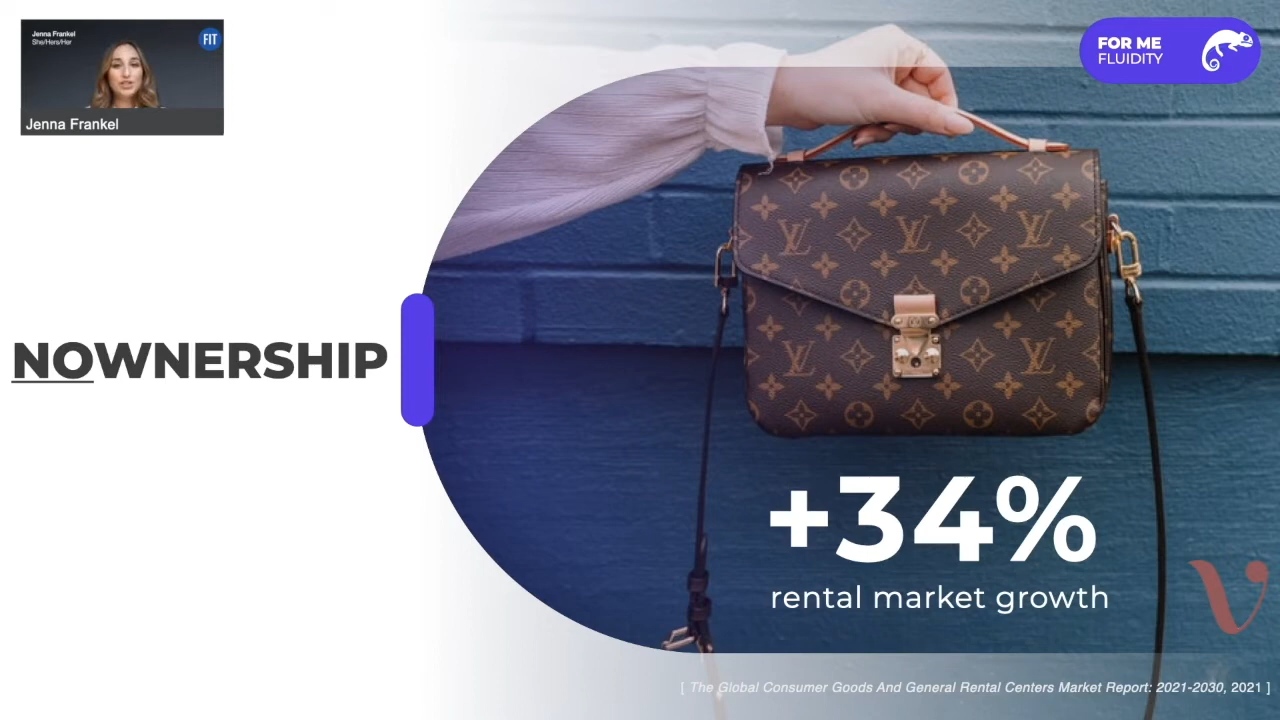 Jenna Frankel
She/Hers/Her
FIT
Jenna Frankel
FOR ME
FLUIDITY
NOWNERSHIP
+34%
rental market growth
[ The Global Consumer Goods And General Rental Centers Market Report: 2021-2030, 2021 ]